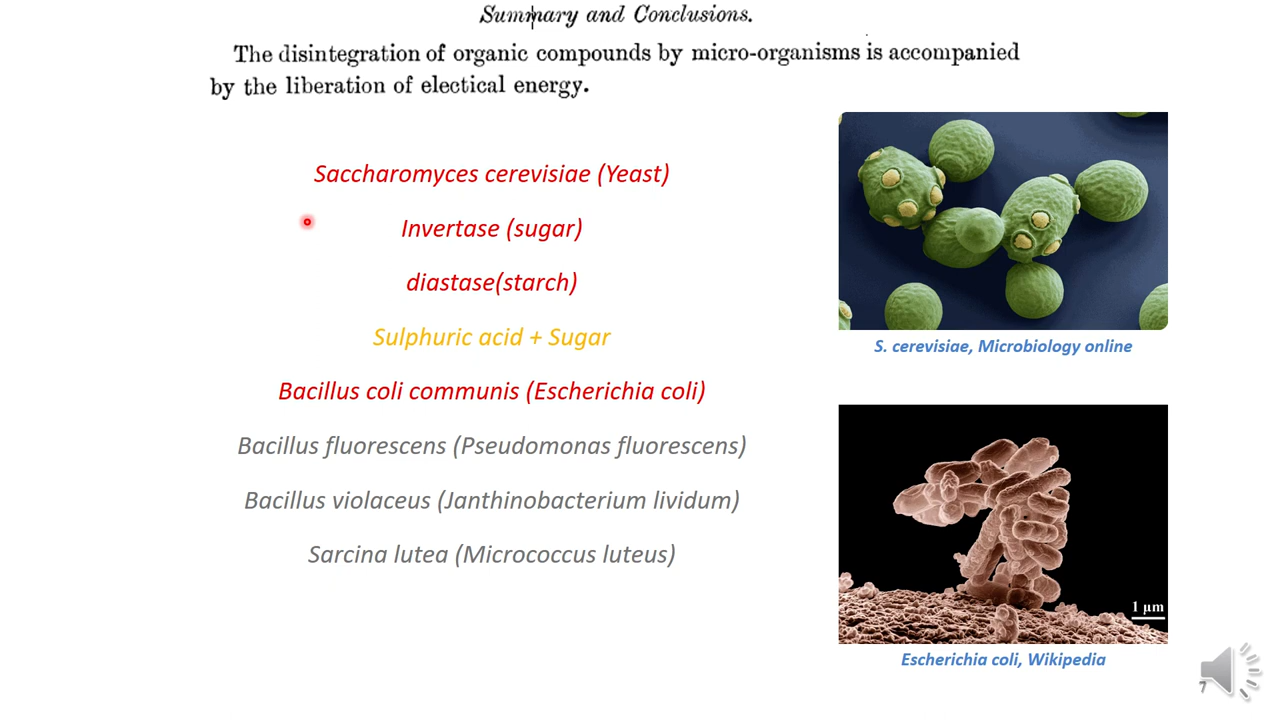 Summary and Conclusions.
The disintegration of organic compounds by micro-organisms is accompanied
by the liberation of electical energy.
Saccharomyces cerevisiae (Yeast)
Invertase (sugar)
diastase(starch)
Sulphuric acid + Sugar
Bacillus coli communis (Escherichia coli)
Bacillus fluorescens (Pseudomonas fluorescens)
Bacillus violaceus (Janthinobacterium lividum)
Sarcina lutea (Micrococcus luteus)
S. cerevisiae, Microbiology online
1 μm
Escherichia coli, Wikipedia
7